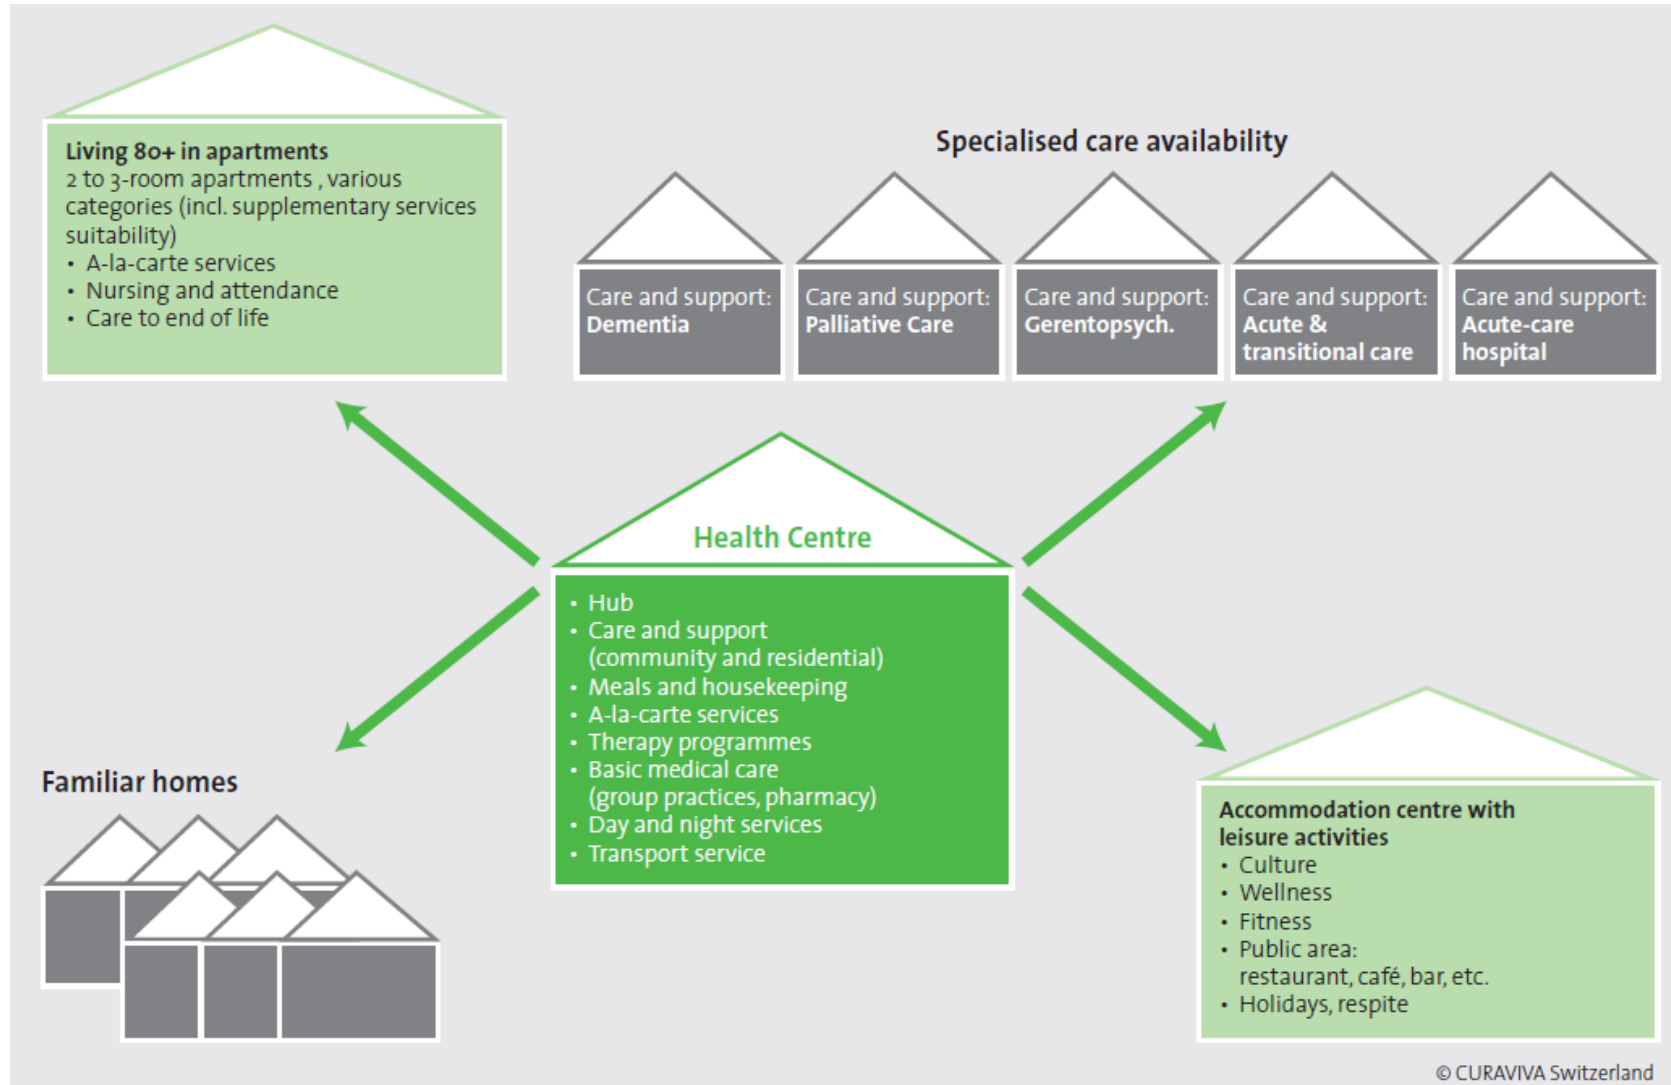 Living 80+ in apartments
2 to 3-room apartments , various
categories (incl. supplementary services
suitability)
• A-la-carte services
• Nursing and attendance
• Care to end of life
Specialised care availability
Care and support:
Dementia
Care and support:
Palliative Care
Care and support:
Gerentopsych.
Care and support:
Acute &
transitional care
Care and support:
Acute-care
hospital
Health Centre
• Hub
• Care and support
(community and residential)
• Meals and housekeeping
• A-la-carte services
• Therapy programmes
• Basic medical care
(group practices, pharmacy)
• Day and night services
• Transport service
Familiar homes
Accommodation centre with
leisure activities
• Culture
• Wellness
• Fitness
• Public area:
restaurant, café, bar, etc.
• Holidays, respite
© CURAVIVA Switzerland